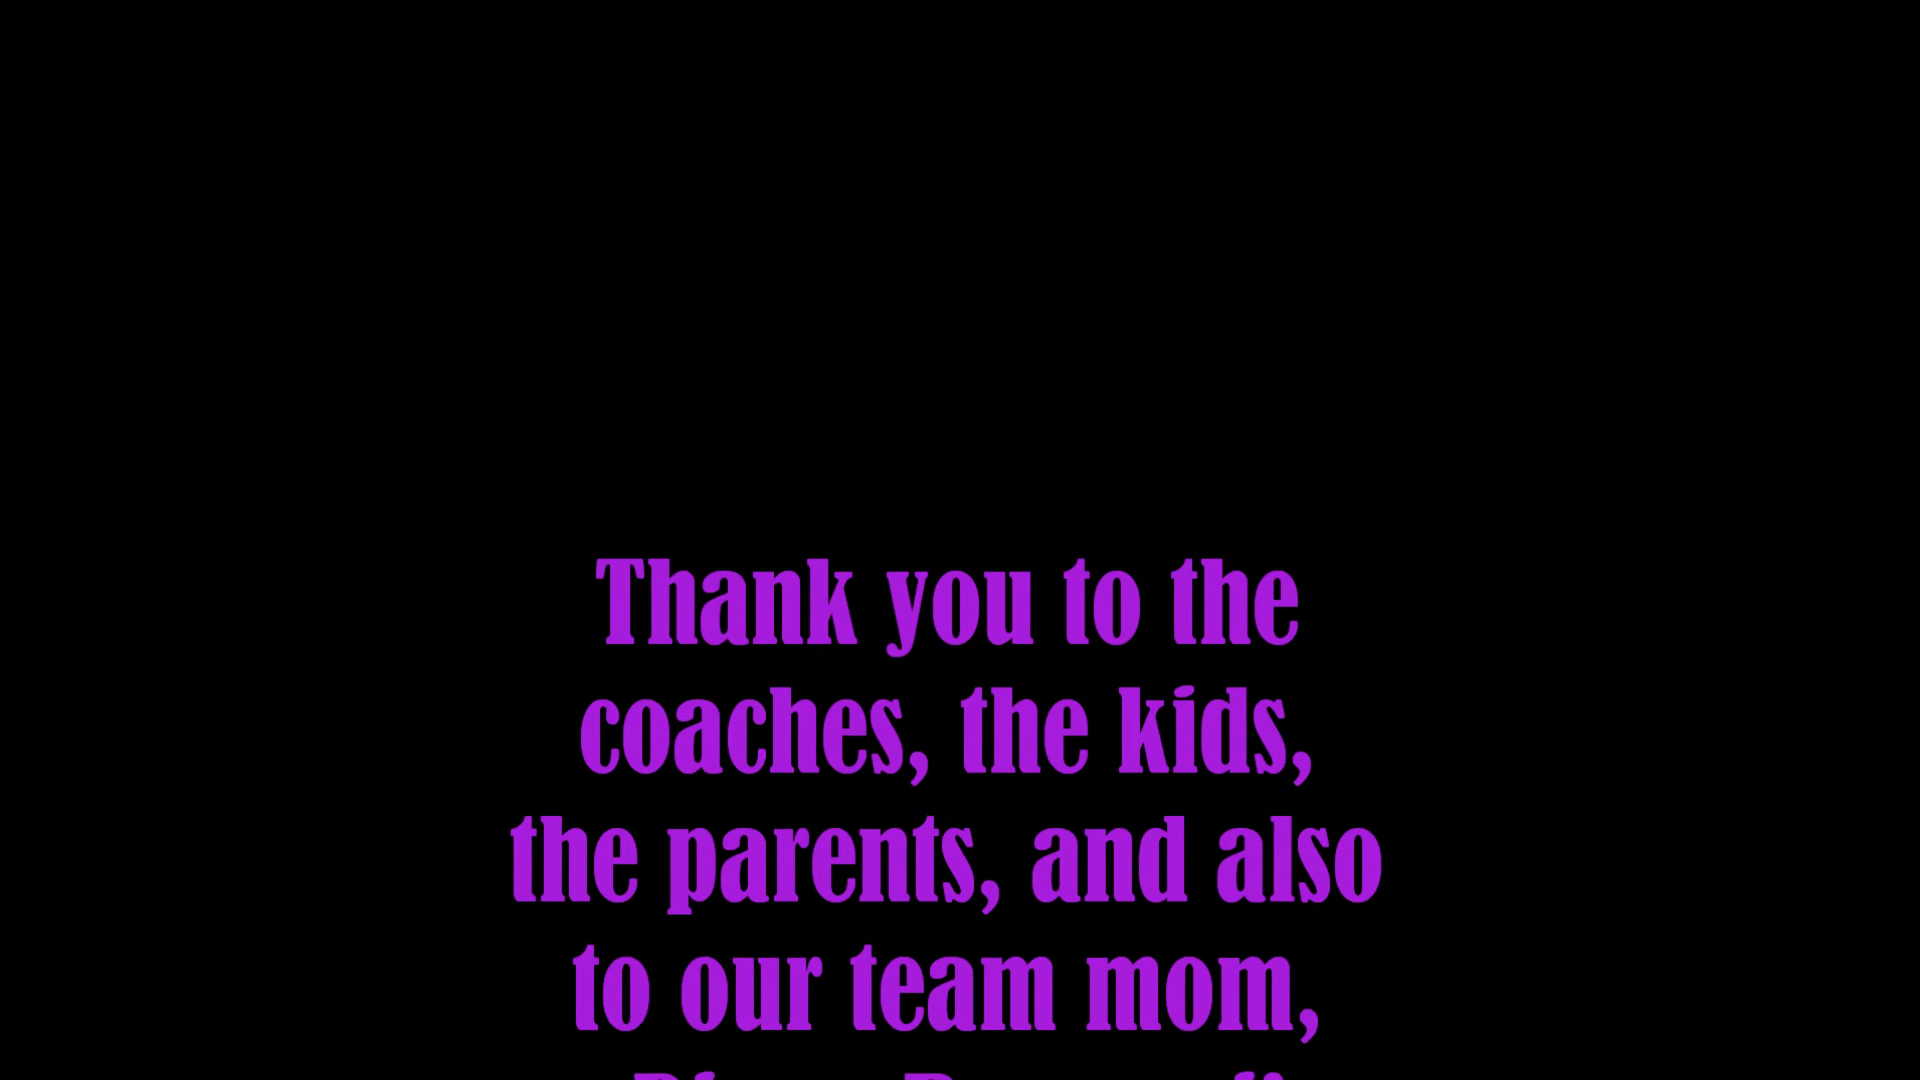 Thank you to the
coaches, the kids,
the parents, and also
to our team mom,